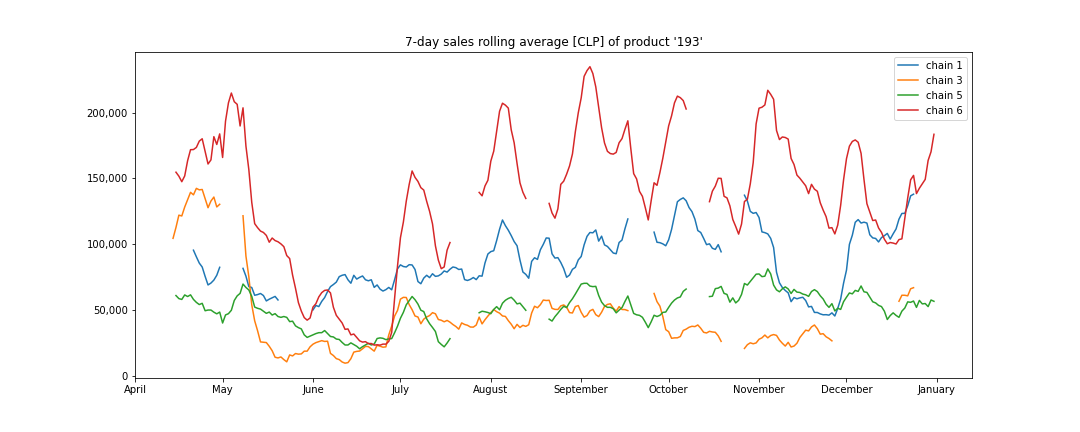 7-day sales rolling average [CLP] of product '193'
chain 1
chain 3
chain 5
chain 6
200,000
150,000
100,000
50,000
0
April May June July August September October November December January